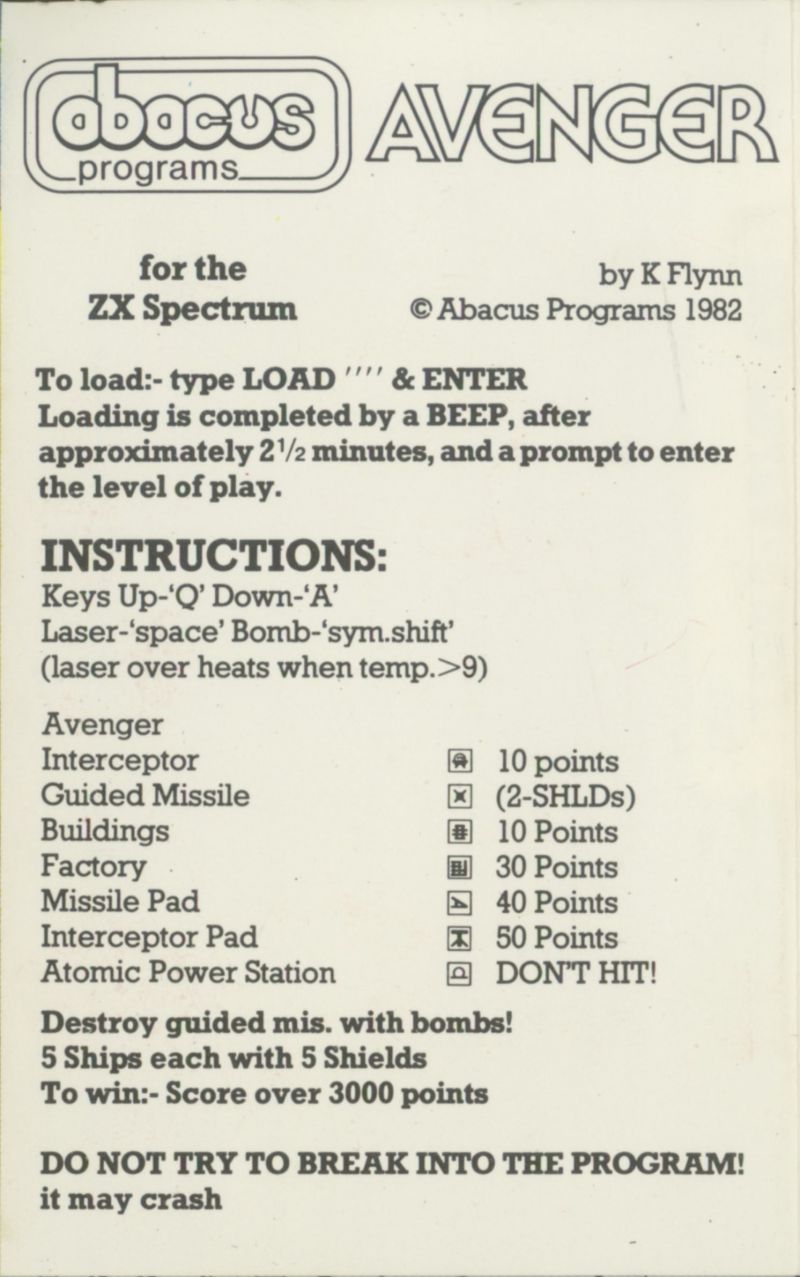 abacus programs AVENGER
for the
ZX Spectrum
by K Flynn
© Abacus Programs 1982
To load:- type LOAD '''' & ENTER
Loading is completed by a BEEP, after
approximately 2½ minutes, and a prompt to enter
the level of play.
INSTRUCTIONS:
Keys Up-‘Q’ Down-‘A’
Laser-‘space’ Bomb-‘sym.shift’
(laser over heats when temp.>9)
Avenger
Interceptor 10 points
Guided Missile (2-SHLDs)
Buildings 10 Points
Factory 30 Points
Missile Pad 40 Points
Interceptor Pad 50 Points
Atomic Power Station DON'T HIT!
Destroy guided mis. with bombs!
5 Ships each with 5 Shields
To win:- Score over 3000 points
DO NOT TRY TO BREAK INTO THE PROGRAM!
it may crash